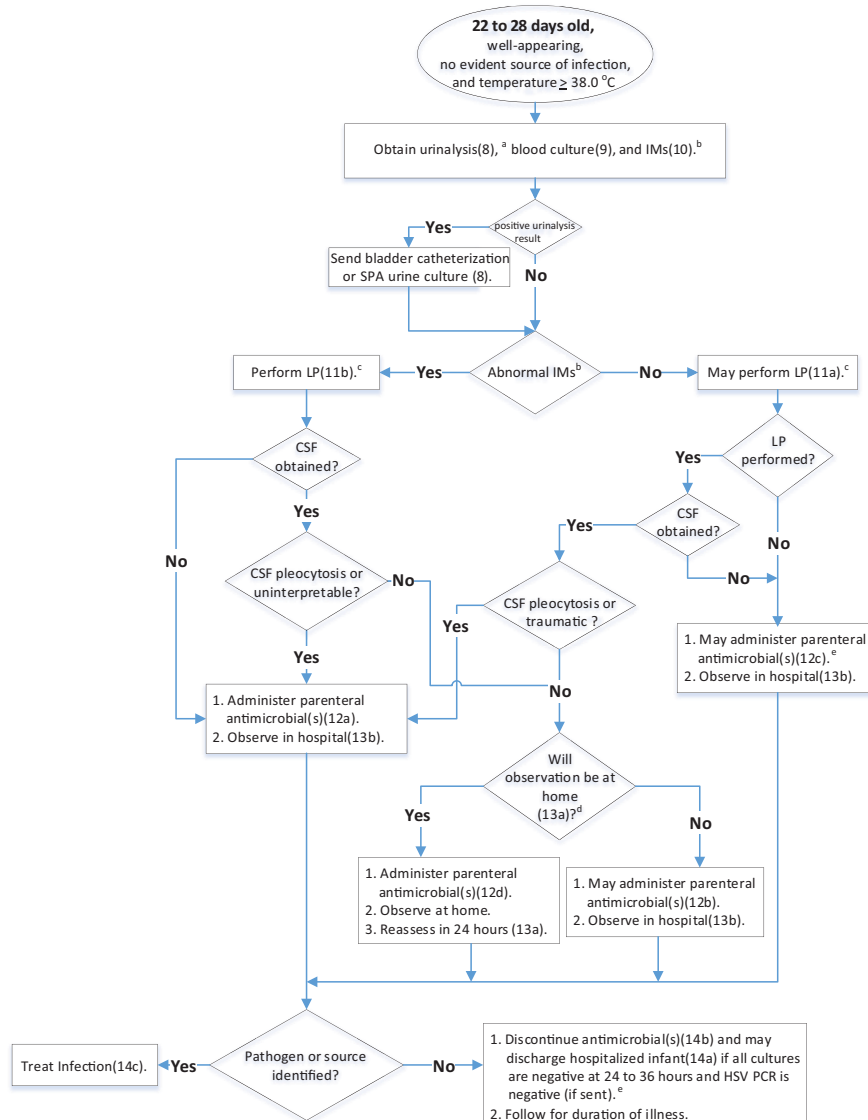 22 to 28 days old,
well-appearing,
no evident source of infection,
and temperature ≥ 38.0 °C
Obtain urinalysis(8), a blood culture(9), and IMs(10).b
positive urinalysis
result
Yes
No
Send bladder catheterization
or SPA urine culture (8).
Abnormal IMsb
Yes
No
Perform LP(11b).c
May perform LP(11a).c
CSF
obtained?
LP
performed?
Yes
No
Yes
No
CSF
obtained?
Yes
No
CSF pleocytosis or
uninterpretable?
No
Yes
CSF pleocytosis or
traumatic ?
Yes
No
1. May administer parenteral
antimicrobial(s)(12c).e
2. Observe in hospital(13b).
1. Administer parenteral
antimicrobial(s)(12a).
2. Observe in hospital(13b).
Will
observation be at
home
(13a)?d
Yes
No
1. Administer parenteral
antimicrobial(s)(12d).
2. Observe at home.
3. Reassess in 24 hours (13a).
1. May administer parenteral
antimicrobial(s)(12b).
2. Observe in hospital(13b).
Pathogen or source
identified?
Yes
No
Treat Infection(14c).
1. Discontinue antimicrobial(s)(14b) and may
discharge hospitalized infant(14a) if all cultures
are negative at 24 to 36 hours and HSV PCR is
negative (if sent).e
2. Follow for duration of illness.